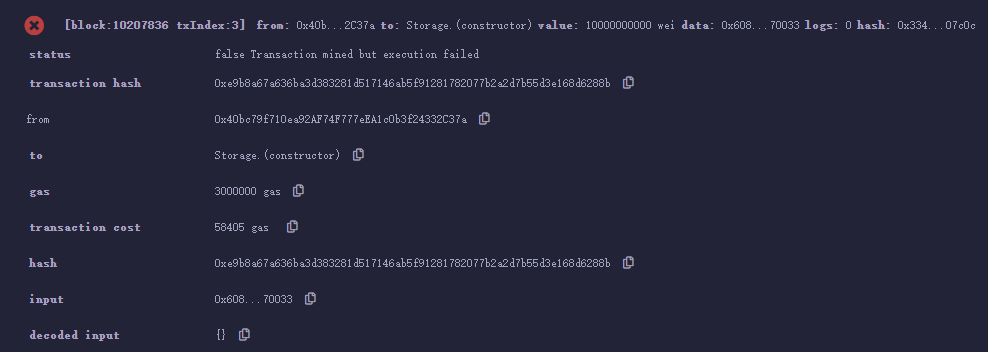 [block:10207836 txIndex:3] from: 0x40b...2C37a to: Storage.(constructor) value: 10000000000 wei data: 0x608...70033 logs: 0 hash: 0x334...07c0c
status false Transaction mined but execution failed
transaction hash 0xe9b8a67a636ba3d383281d517146ab5f91281782077b2a2d7b55d3e168d6288b
from 0x40bc79f710ea92AF74F777eEA1c0b3f24332C37a
to Storage.(constructor)
gas 3000000 gas
transaction cost 58405 gas
hash 0xe9b8a67a636ba3d383281d517146ab5f91281782077b2a2d7b55d3e168d6288b
input 0x608...70033
decoded input {}